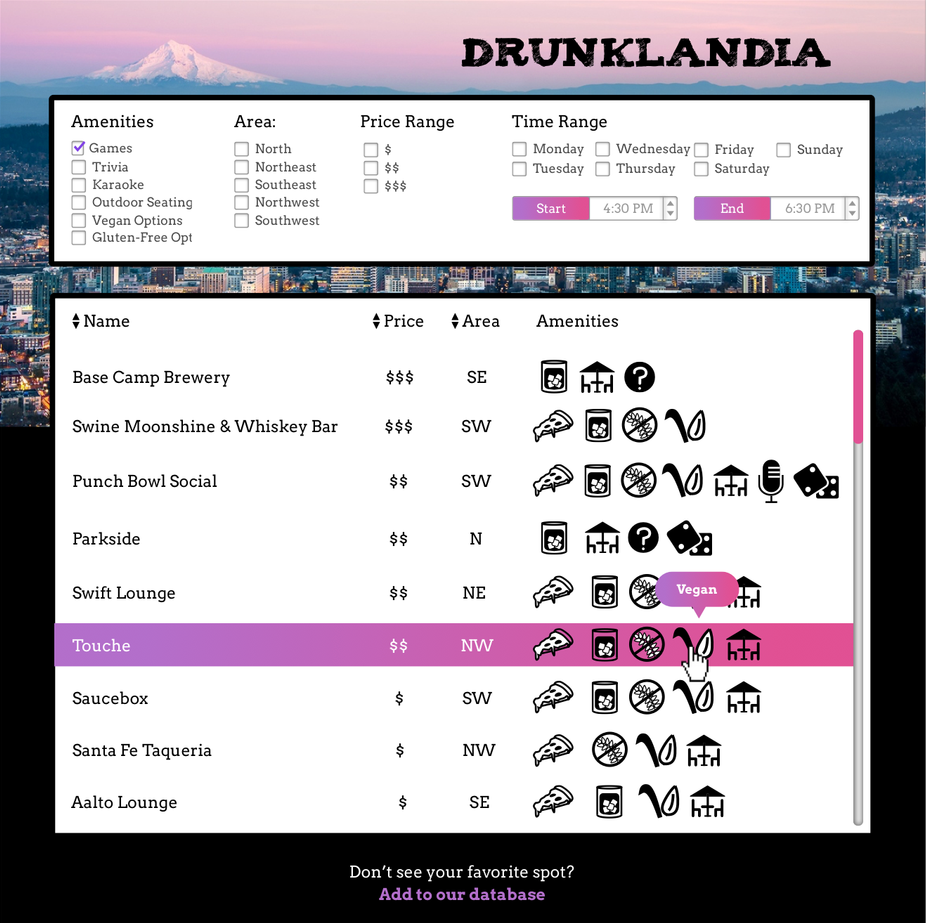 DRUNKLANDIA
Amenities
Games
Trivia
Karaoke
Outdoor Seating
Vegan Options
Gluten-Free Opt
Area:
North
Northeast
Southeast
Northwest
Southwest
Price Range
$
$$
$$$
Time Range
Monday Wednesday Friday Sunday
Tuesday Thursday Saturday
Start 4:30 PM End 6:30 PM
Name Price Area Amenities
Base Camp Brewery $$$ SE ?
Swine Moonshine & Whiskey Bar $$$ SW
Punch Bowl Social $$ SW
Parkside $$ N ?
Swift Lounge $$ NE
Vegan
Touche $$ NW
Saucebox $ SW
Santa Fe Taqueria $ NW
Aalto Lounge $ SE
Don’t see your favorite spot?
Add to our database